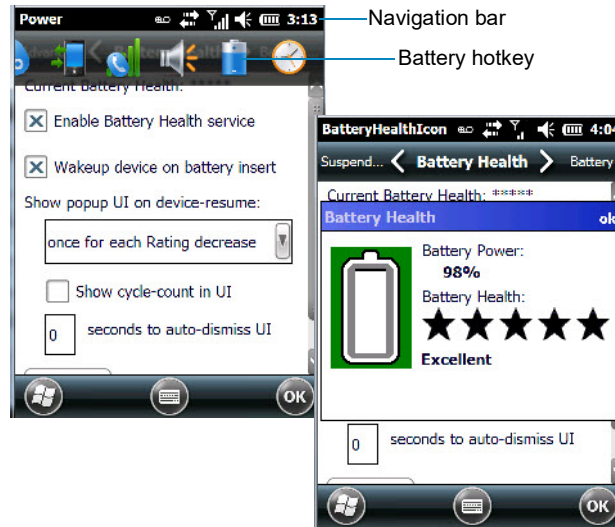 Power 3:13
Navigation bar
Battery hotkey
Current Battery Health: *****
Enable Battery Health service
Wakeup device on battery insert
Show popup UI on device-resume:
once for each Rating decrease
Show cycle-count in UI
0 seconds to auto-dismiss UI
OK
BatteryHealthIcon 4:04
Suspend... Battery Health Battery
Current Battery Health: *****
Battery Health ok
Battery Power:
98%
Battery Health:
Excellent
0 seconds to auto-dismiss UI
OK